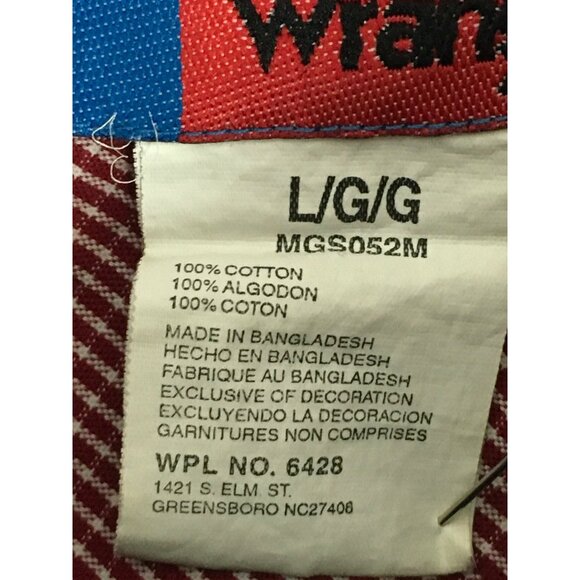 Wrang
L/G/G
MGS052M
100% COTTON
100% ALGODON
100% COTON
MADE IN BANGLADESH
HECHO EN BANGLADESH
FABRIQUE AU BANGLADESH
EXCLUSIVE OF DECORATION
EXCLUYENDO LA DECORACION
GARNITURES NON COMPRISES
WPL NO. 6428
1421 S. ELM ST.
GREENSBORO NC27408